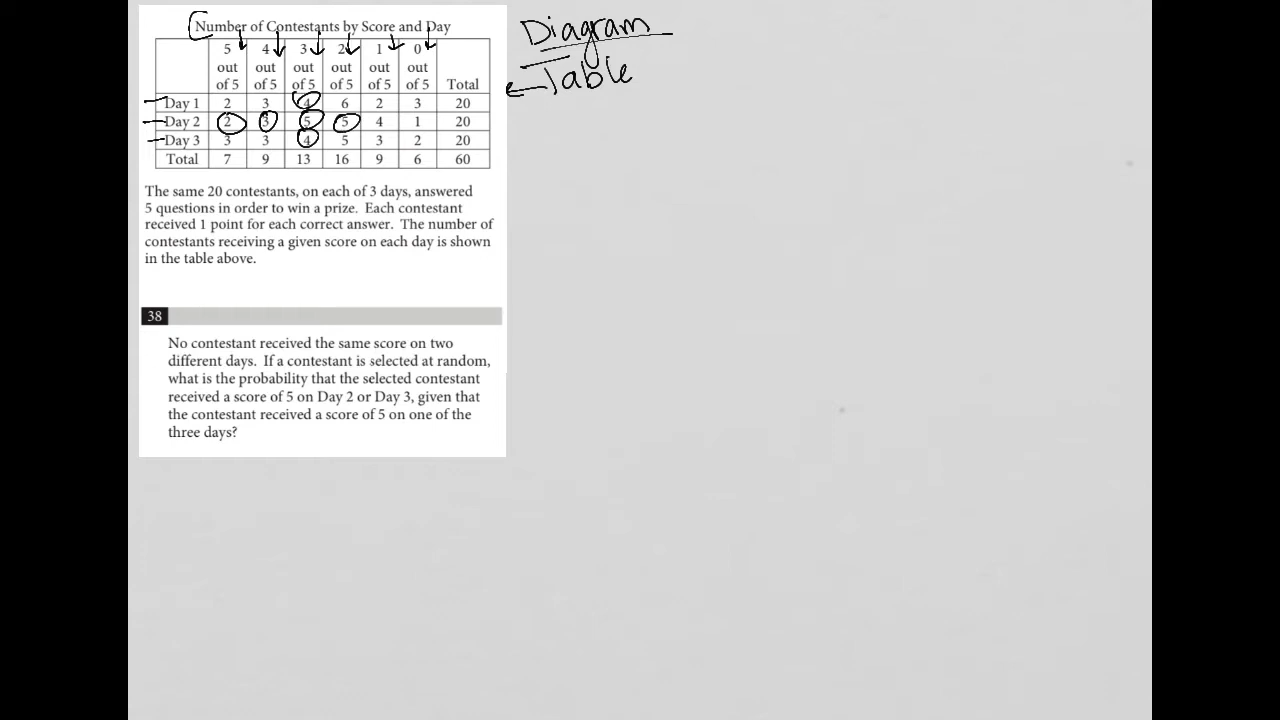 Number of Contestants by Score and Day
Diagram
Table
5 out of 5 4 out of 5 3 out of 5 2 out of 5 1 out of 5 0 out of 5 Total
Day 1 2 3 4 6 2 3 20
Day 2 2 3 5 5 4 1 20
Day 3 3 3 4 5 3 2 20
Total 7 9 13 16 9 6 60
The same 20 contestants, on each of 3 days, answered
5 questions in order to win a prize. Each contestant
received 1 point for each correct answer. The number of
contestants receiving a given score on each day is shown
in the table above.
38
No contestant received the same score on two
different days. If a contestant is selected at random,
what is the probability that the selected contestant
received a score of 5 on Day 2 or Day 3, given that
the contestant received a score of 5 on one of the
three days?